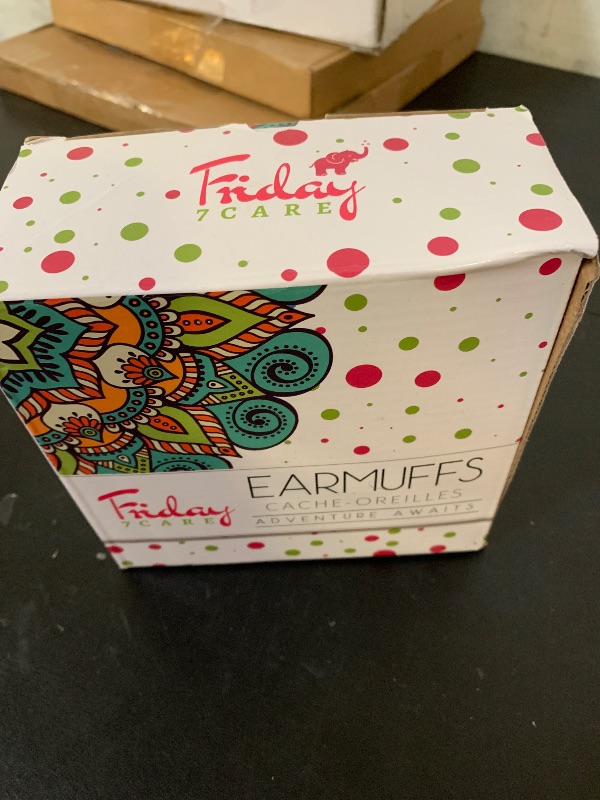 Friday
7CARE
Friday
7CARE
EARMUFFS
CACHE-OREILLES
ADVENTURE AWAITS